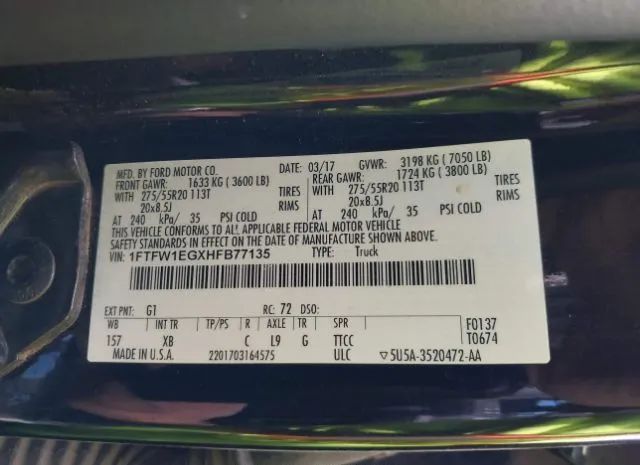 MFD. BY FORD MOTOR CO. DATE: 03/17 GVWR: 3198 KG ( 7050 LB)
FRONT GAWR: 1633 KG ( 3600 LB) REAR GAWR: 1724 KG ( 3800 LB)
WITH 275/55R20 113T TIRES WITH 275/55R20 113T TIRES
20x8.5J RIMS 20x8.5J RIMS
AT 240 kPa/ 35 PSI COLD AT 240 kPa/ 35 PSI COLD
THIS VEHICLE CONFORMS TO ALL APPLICABLE FEDERAL MOTOR VEHICLE
SAFETY STANDARDS IN EFFECT ON THE DATE OF MANUFACTURE SHOWN ABOVE.
VIN: 1FTFW1EGXHFB77135 TYPE: Truck
EXT PNT: G1 RC: 72 DSO:
WB INT TR TP/PS R AXLE TR SPR
157 XB C L9 G TTCC
F0137
T0674
MADE IN U.S.A. 2201703164575 ULC ▽5U5A-3520472-AA